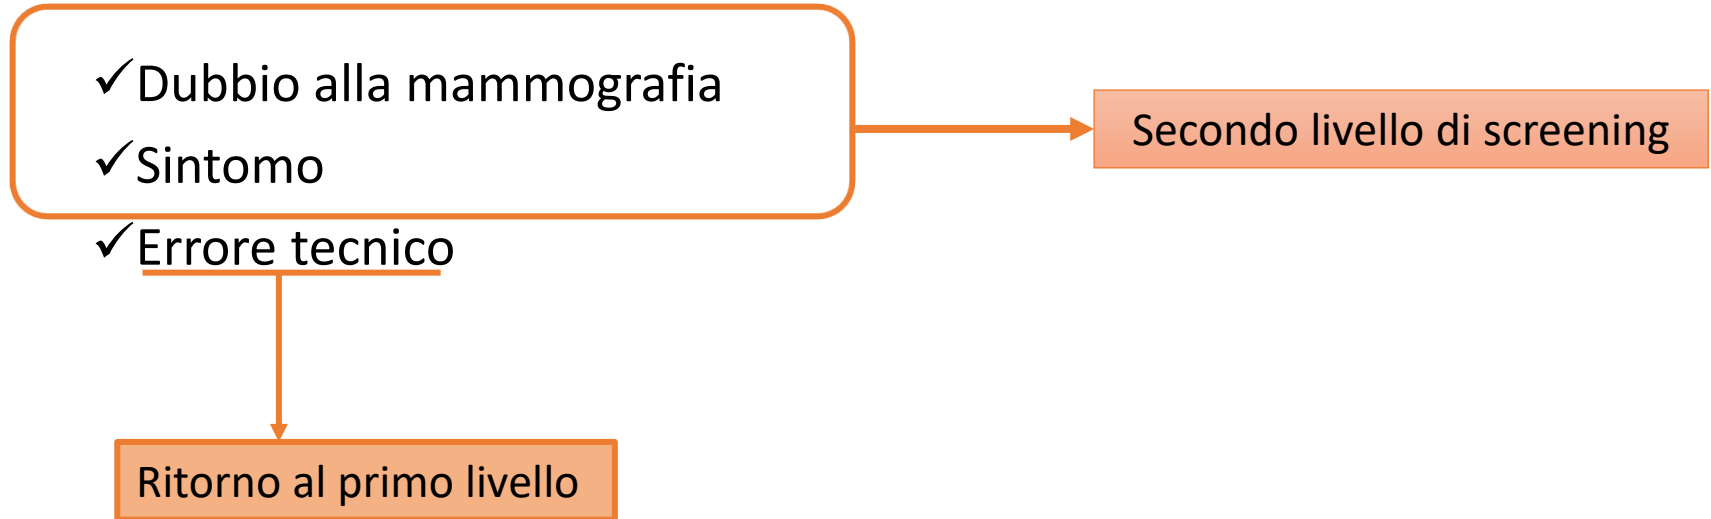 ✓Dubbio alla mammografia
Secondo livello di screening
✓Sintomo
✓Errore tecnico
Ritorno al primo livello